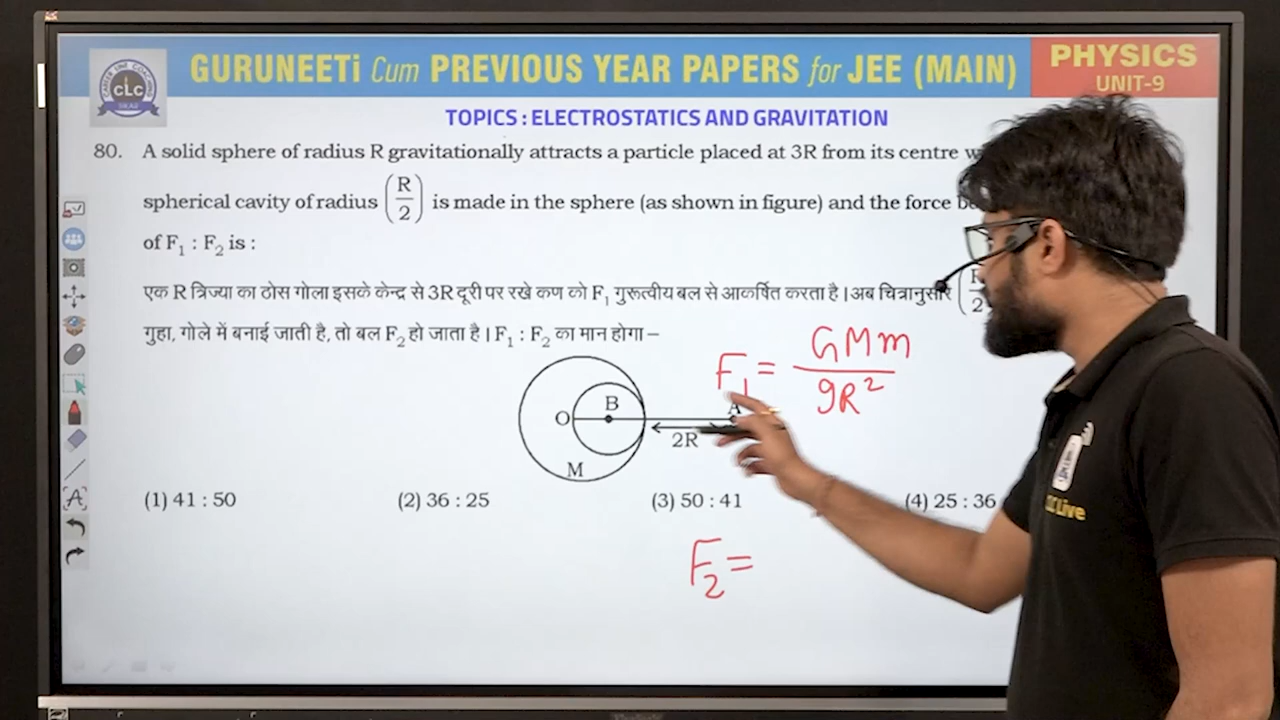 GURUNEETi Cum PREVIOUS YEAR PAPERS for JEE (MAIN)
PHYSICS
UNIT-9
CLC
TOPICS : ELECTROSTATICS AND GRAVITATION
80. A solid sphere of radius R gravitationally attracts a particle placed at 3R from its centre
spherical cavity of radius (R/2) is made in the sphere (as shown in figure) and the force
of F₁ : F₂ is :
एक R त्रिज्या का ठोस गोला इसके केन्द्र से 3R दूरी पर रखे कण को F₁ गुरूत्वीय बल से आकर्षित करता है।अब चित्रानुसार (R/2
गुहा, गोले में बनाई जाती है, तो बल F₂ हो जाता है। F₁ : F₂ का मान होगा –
F₁ = GMm/9R²
O B A
2R
M
(1) 41 : 50 (2) 36 : 25 (3) 50 : 41 (4) 25 : 36
F₂ =
Live